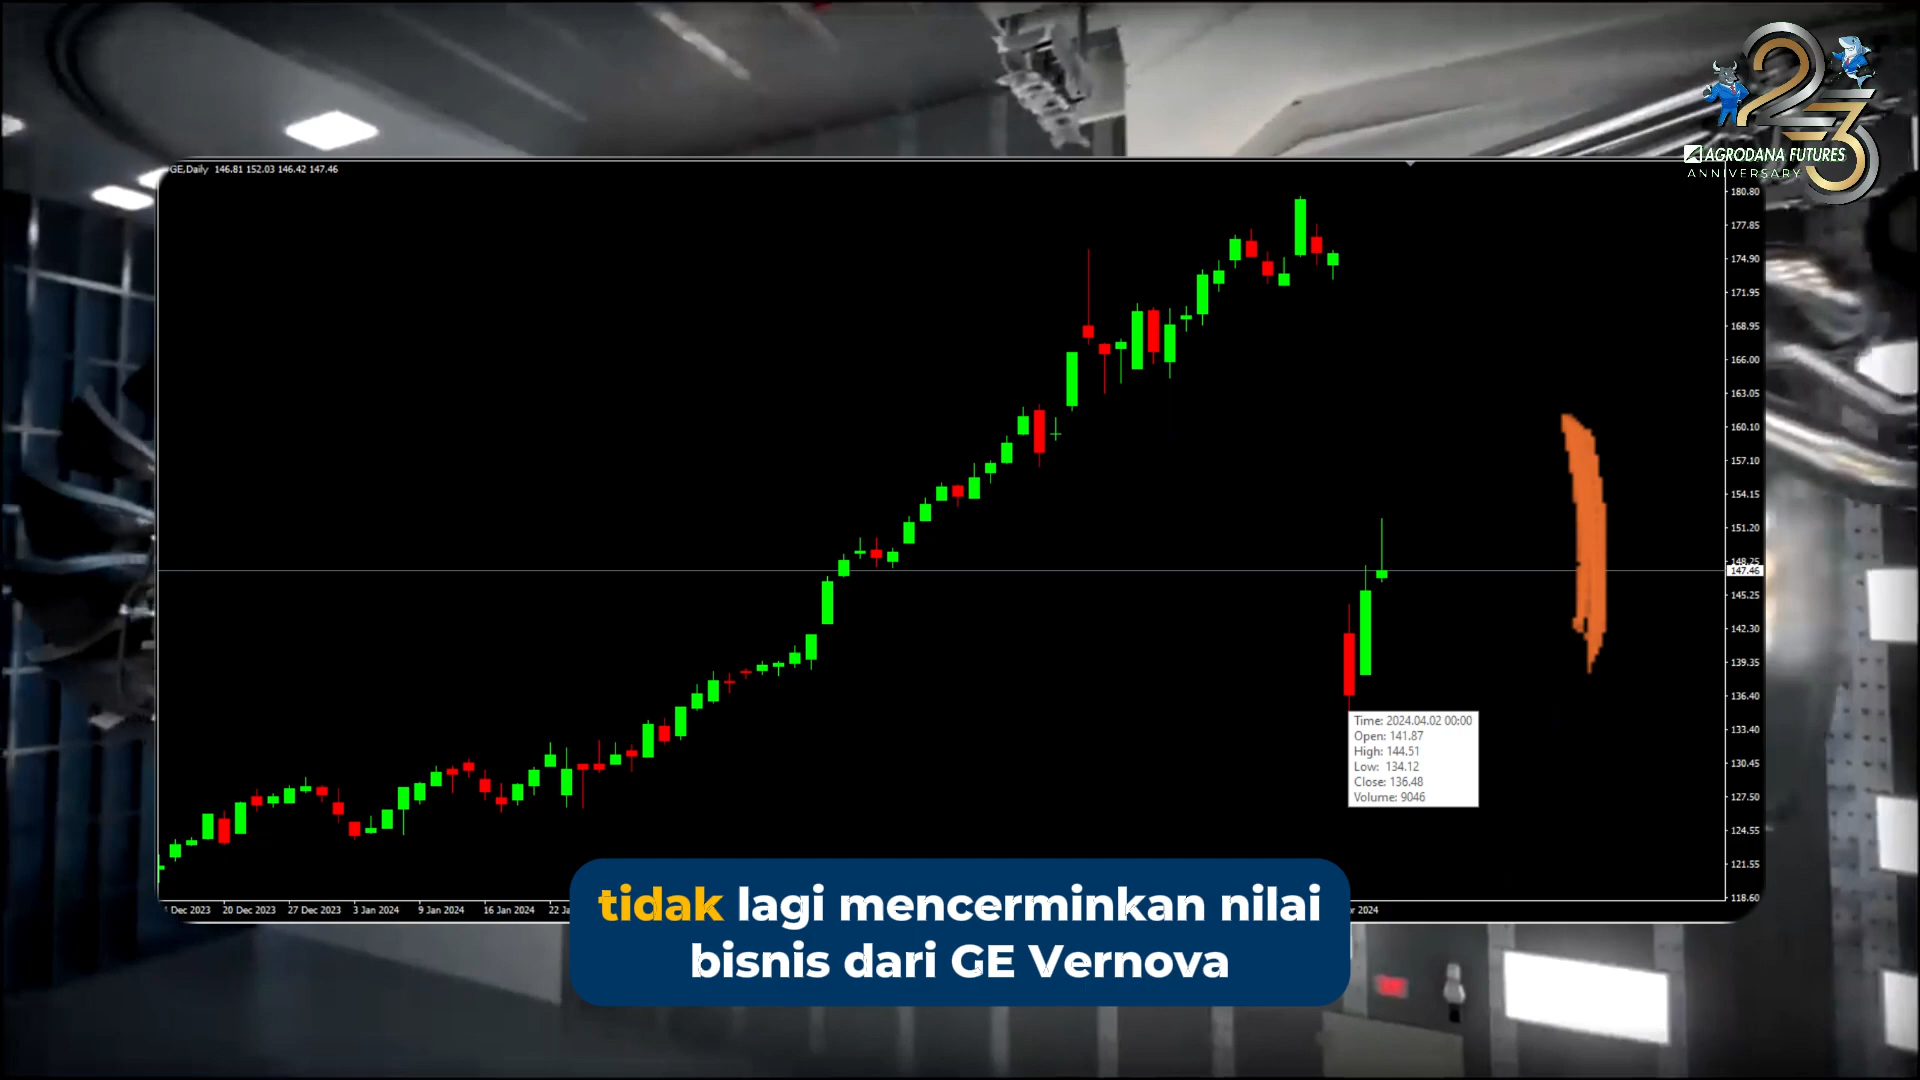 23
AGRODANA FUTURES
ANNIVERSARY
GE,Daily 146.81 152.03 146.42 147.46
180.80
177.85
174.90
171.95
168.95
166.00
163.05
160.10
157.10
154.15
151.20
148.25
147.46
145.25
142.30
139.35
136.40
133.40
130.45
127.50
124.55
121.55
118.60
Time: 2024.04.02 00:00
Open: 141.87
High: 144.51
Low: 134.12
Close: 136.48
Volume: 9046
Dec 2023 20 Dec 2023 27 Dec 2023 3 Jan 2024 9 Jan 2024 16 Jan 2024 22 2024
tidak lagi mencerminkan nilai
bisnis dari GE Vernova